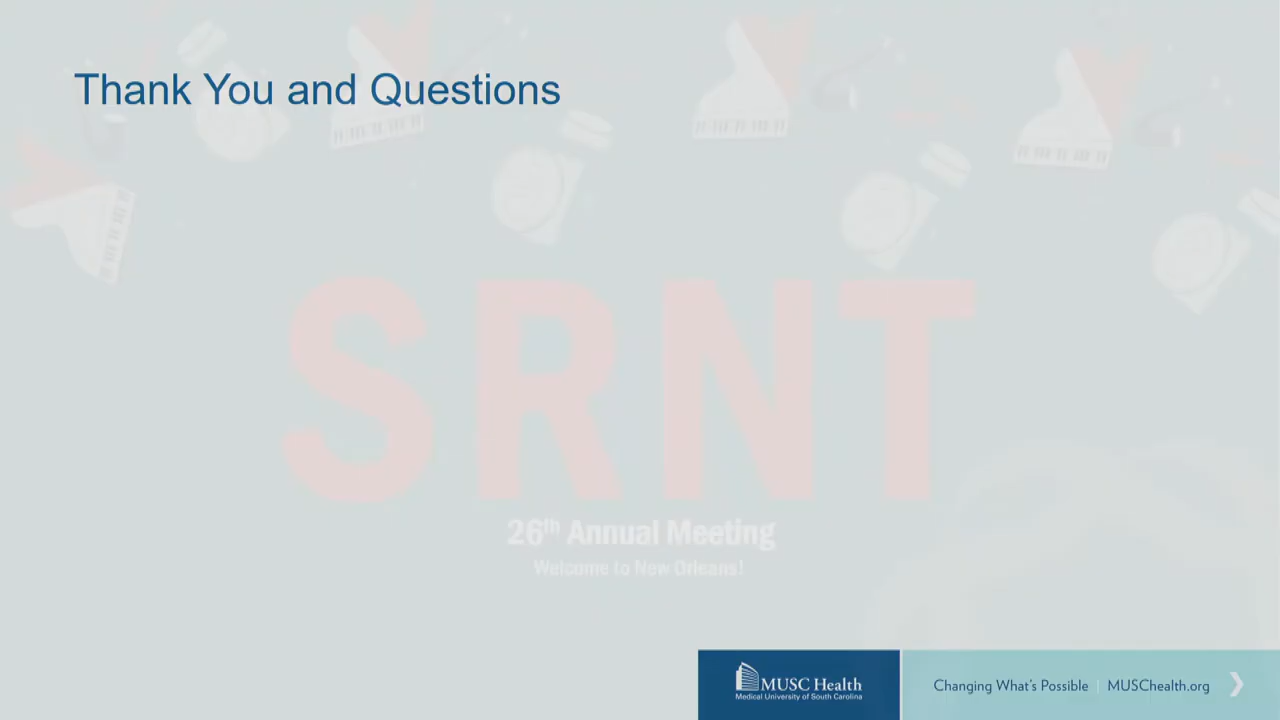 Thank You and Questions
SRNT
26th Annual Meeting
Welcome to New Orleans!
MUSC Health
Medical University of South Carolina
Changing What's Possible | MUSChealth.org